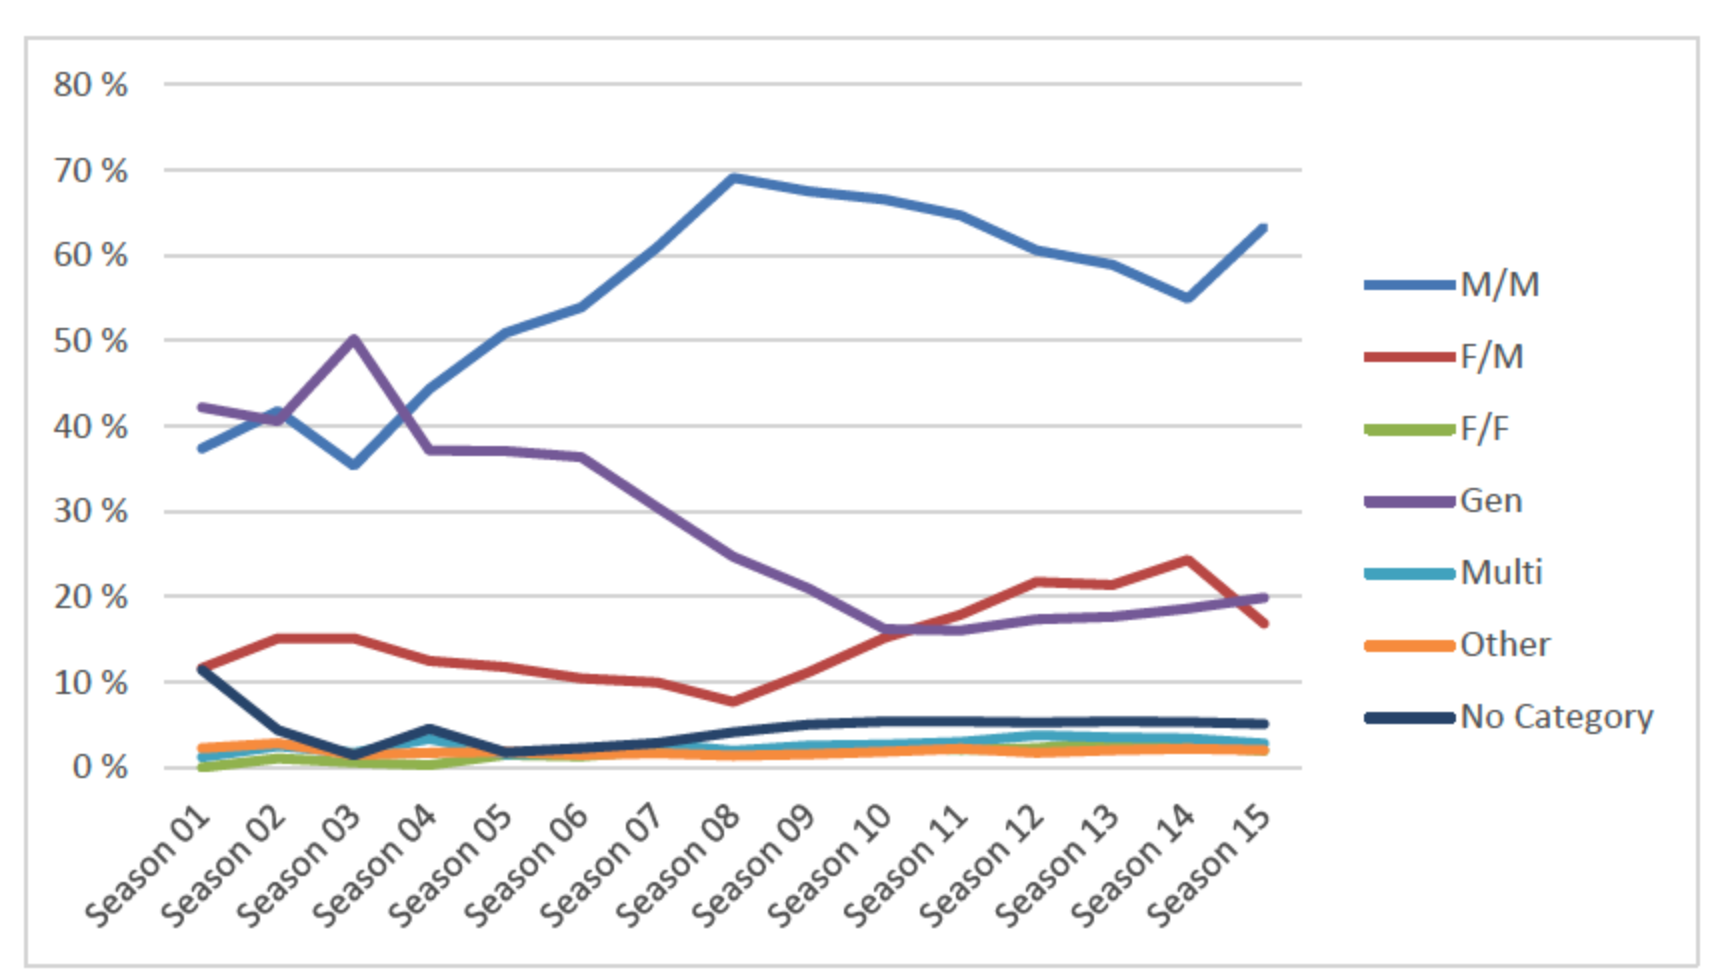 80 %
70 %
60 %
50 %
40 %
30 %
20 %
10 %
0 %
Season 01
Season 02
Season 03
Season 04
Season 05
Season 06
Season 07
Season 08
Season 09
Season 10
Season 11
Season 12
Season 13
Season 14
Season 15
M/M
F/M
F/F
Gen
Multi
Other
No Category